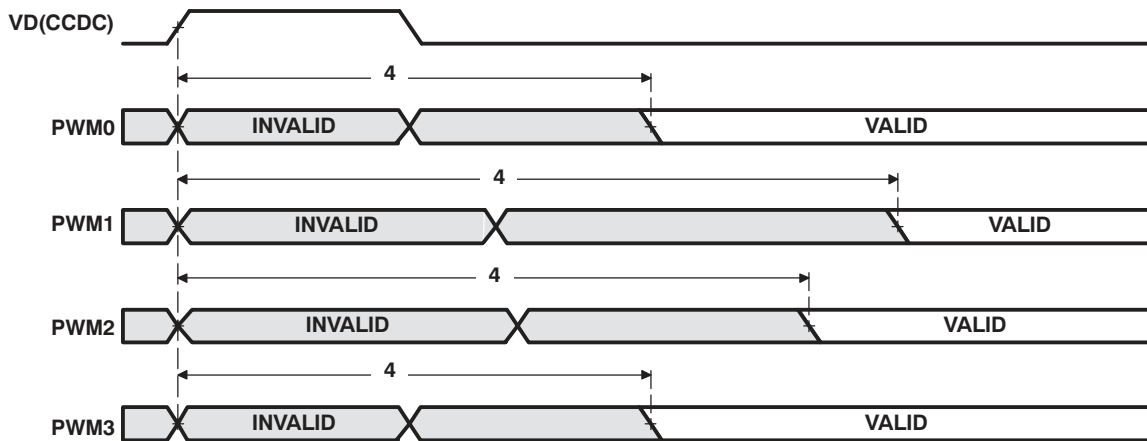 VD(CCDC)
4
PWM0 INVALID VALID
4
PWM1 INVALID VALID
4
PWM2 INVALID VALID
4
PWM3 INVALID VALID